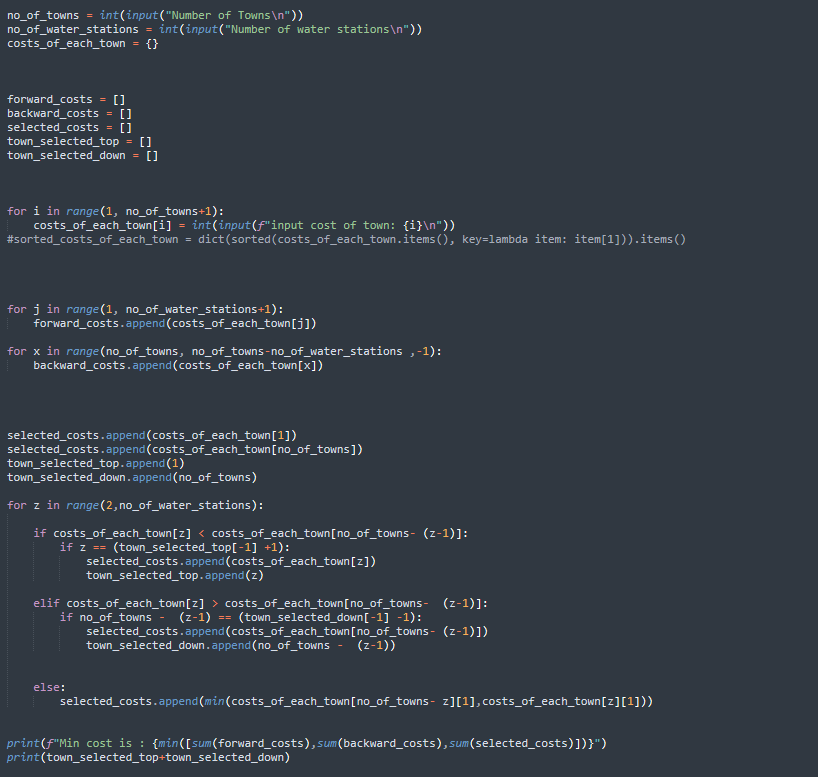 no_of_towns = int(input("Number of Towns\n"))
no_of_water_stations = int(input("Number of water stations\n"))
costs_of_each_town = {}
forward_costs = []
backward_costs = []
selected_costs = []
town_selected_top = []
town_selected_down = []
for i in range(1, no_of_towns+1):
    costs_of_each_town[i] = int(input(f"input cost of town: {i}\n"))
#sorted_costs_of_each_town = dict(sorted(costs_of_each_town.items(), key=lambda item: item[1])).items()
for j in range(1, no_of_water_stations+1):
    forward_costs.append(costs_of_each_town[j])
for x in range(no_of_towns, no_of_towns-no_of_water_stations ,-1):
    backward_costs.append(costs_of_each_town[x])
selected_costs.append(costs_of_each_town[1])
selected_costs.append(costs_of_each_town[no_of_towns])
town_selected_top.append(1)
town_selected_down.append(no_of_towns)
for z in range(2,no_of_water_stations):
    if costs_of_each_town[z] < costs_of_each_town[no_of_towns- (z-1)]:
        if z == (town_selected_top[-1] +1):
            selected_costs.append(costs_of_each_town[z])
            town_selected_top.append(z)
    elif costs_of_each_town[z] > costs_of_each_town[no_of_towns-  (z-1)]:
        if no_of_towns -  (z-1) == (town_selected_down[-1] -1):
            selected_costs.append(costs_of_each_town[no_of_towns- (z-1)])
            town_selected_down.append(no_of_towns -  (z-1))
    else:
        selected_costs.append(min(costs_of_each_town[no_of_towns- z][1],costs_of_each_town[z][1]))
print(f"Min cost is : {min([sum(forward_costs),sum(backward_costs),sum(selected_costs)])}")
print(town_selected_top+town_selected_down)